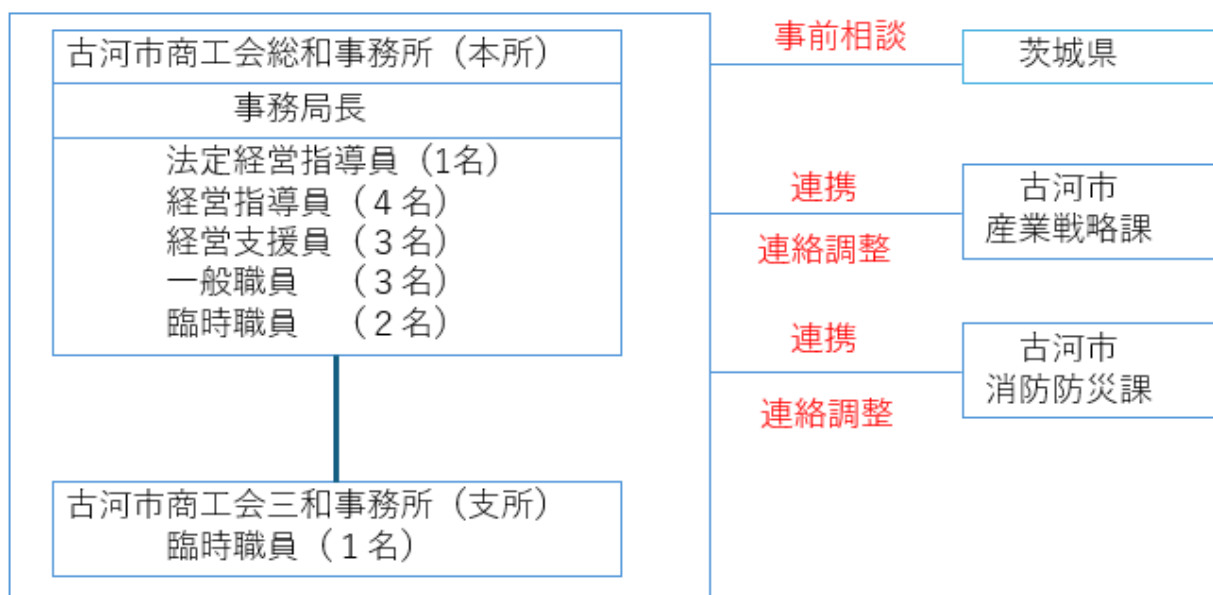 古河市商工会総和事務所（本所）
事務局長
法定経営指導員（1名）
経営指導員（４名）
経営支援員（３名）
一般職員　（３名）
臨時職員　（２名）
古河市商工会三和事務所（支所）
臨時職員（１名）
事前相談
茨城県
連携
連絡調整
古河市
産業戦略課
連携
連絡調整
古河市
消防防災課